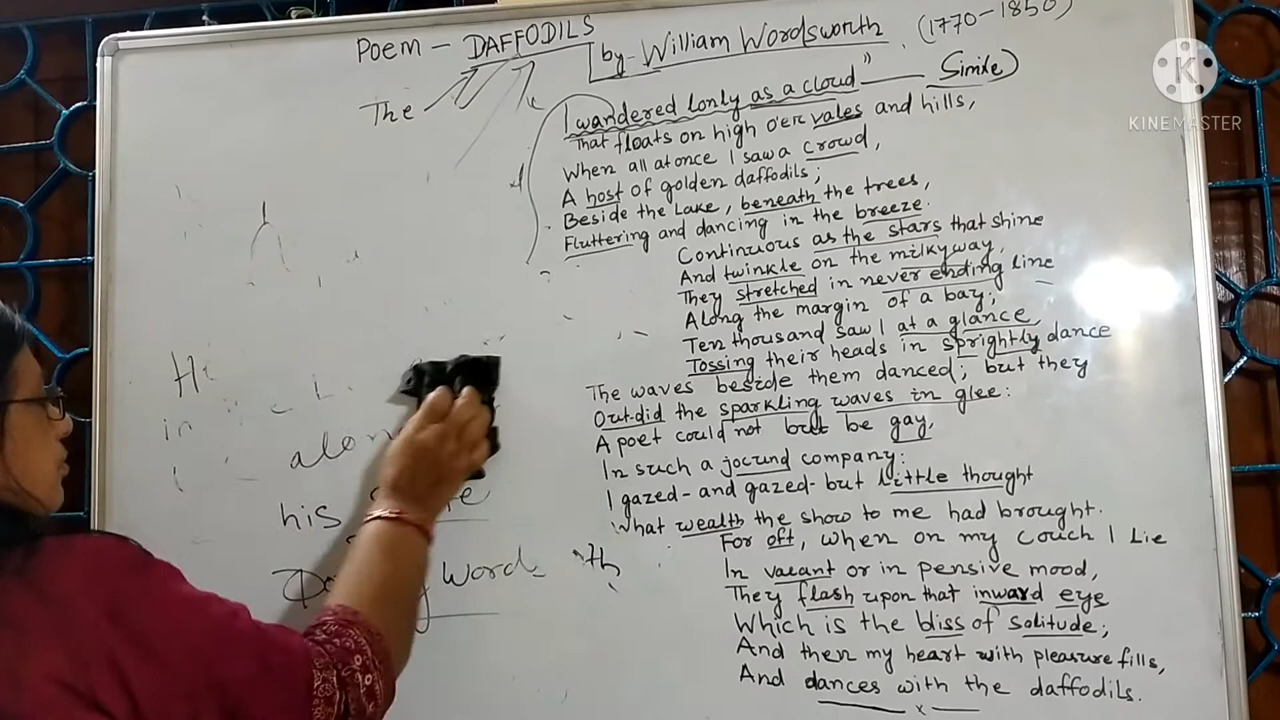 Poem - DAFFODILS by - William Wordsworth . (1770-1850)
The
I wandered lonly as a cloud" — Simile)
That floats on high o'er vales and hills,
When all at once I saw a crowd,
A host of golden daffodils;
Beside the Lake, beneath the trees,
Fluttering and dancing in the breeze.
Continuous as the stars that shine
And twinkle on the milky way,
They stretched in never ending line
Along the margin of a bay;
Ten thousand saw I at a glance,
Tossing their heads in sprightly dance
The waves beside them danced; but they
Out-did the sparkling waves in glee:
A poet could not but be gay,
In such a jocund company:
I gazed - and gazed - but little thought
What wealth the show to me had brought.
For oft, when on my couch I Lie
In vacant or in pensive mood,
They flash upon that inward eye
Which is the bliss of solitude;
And then my heart with pleasure fills,
And dances with the daffodils.
x
in
his
K
KINEMASTER